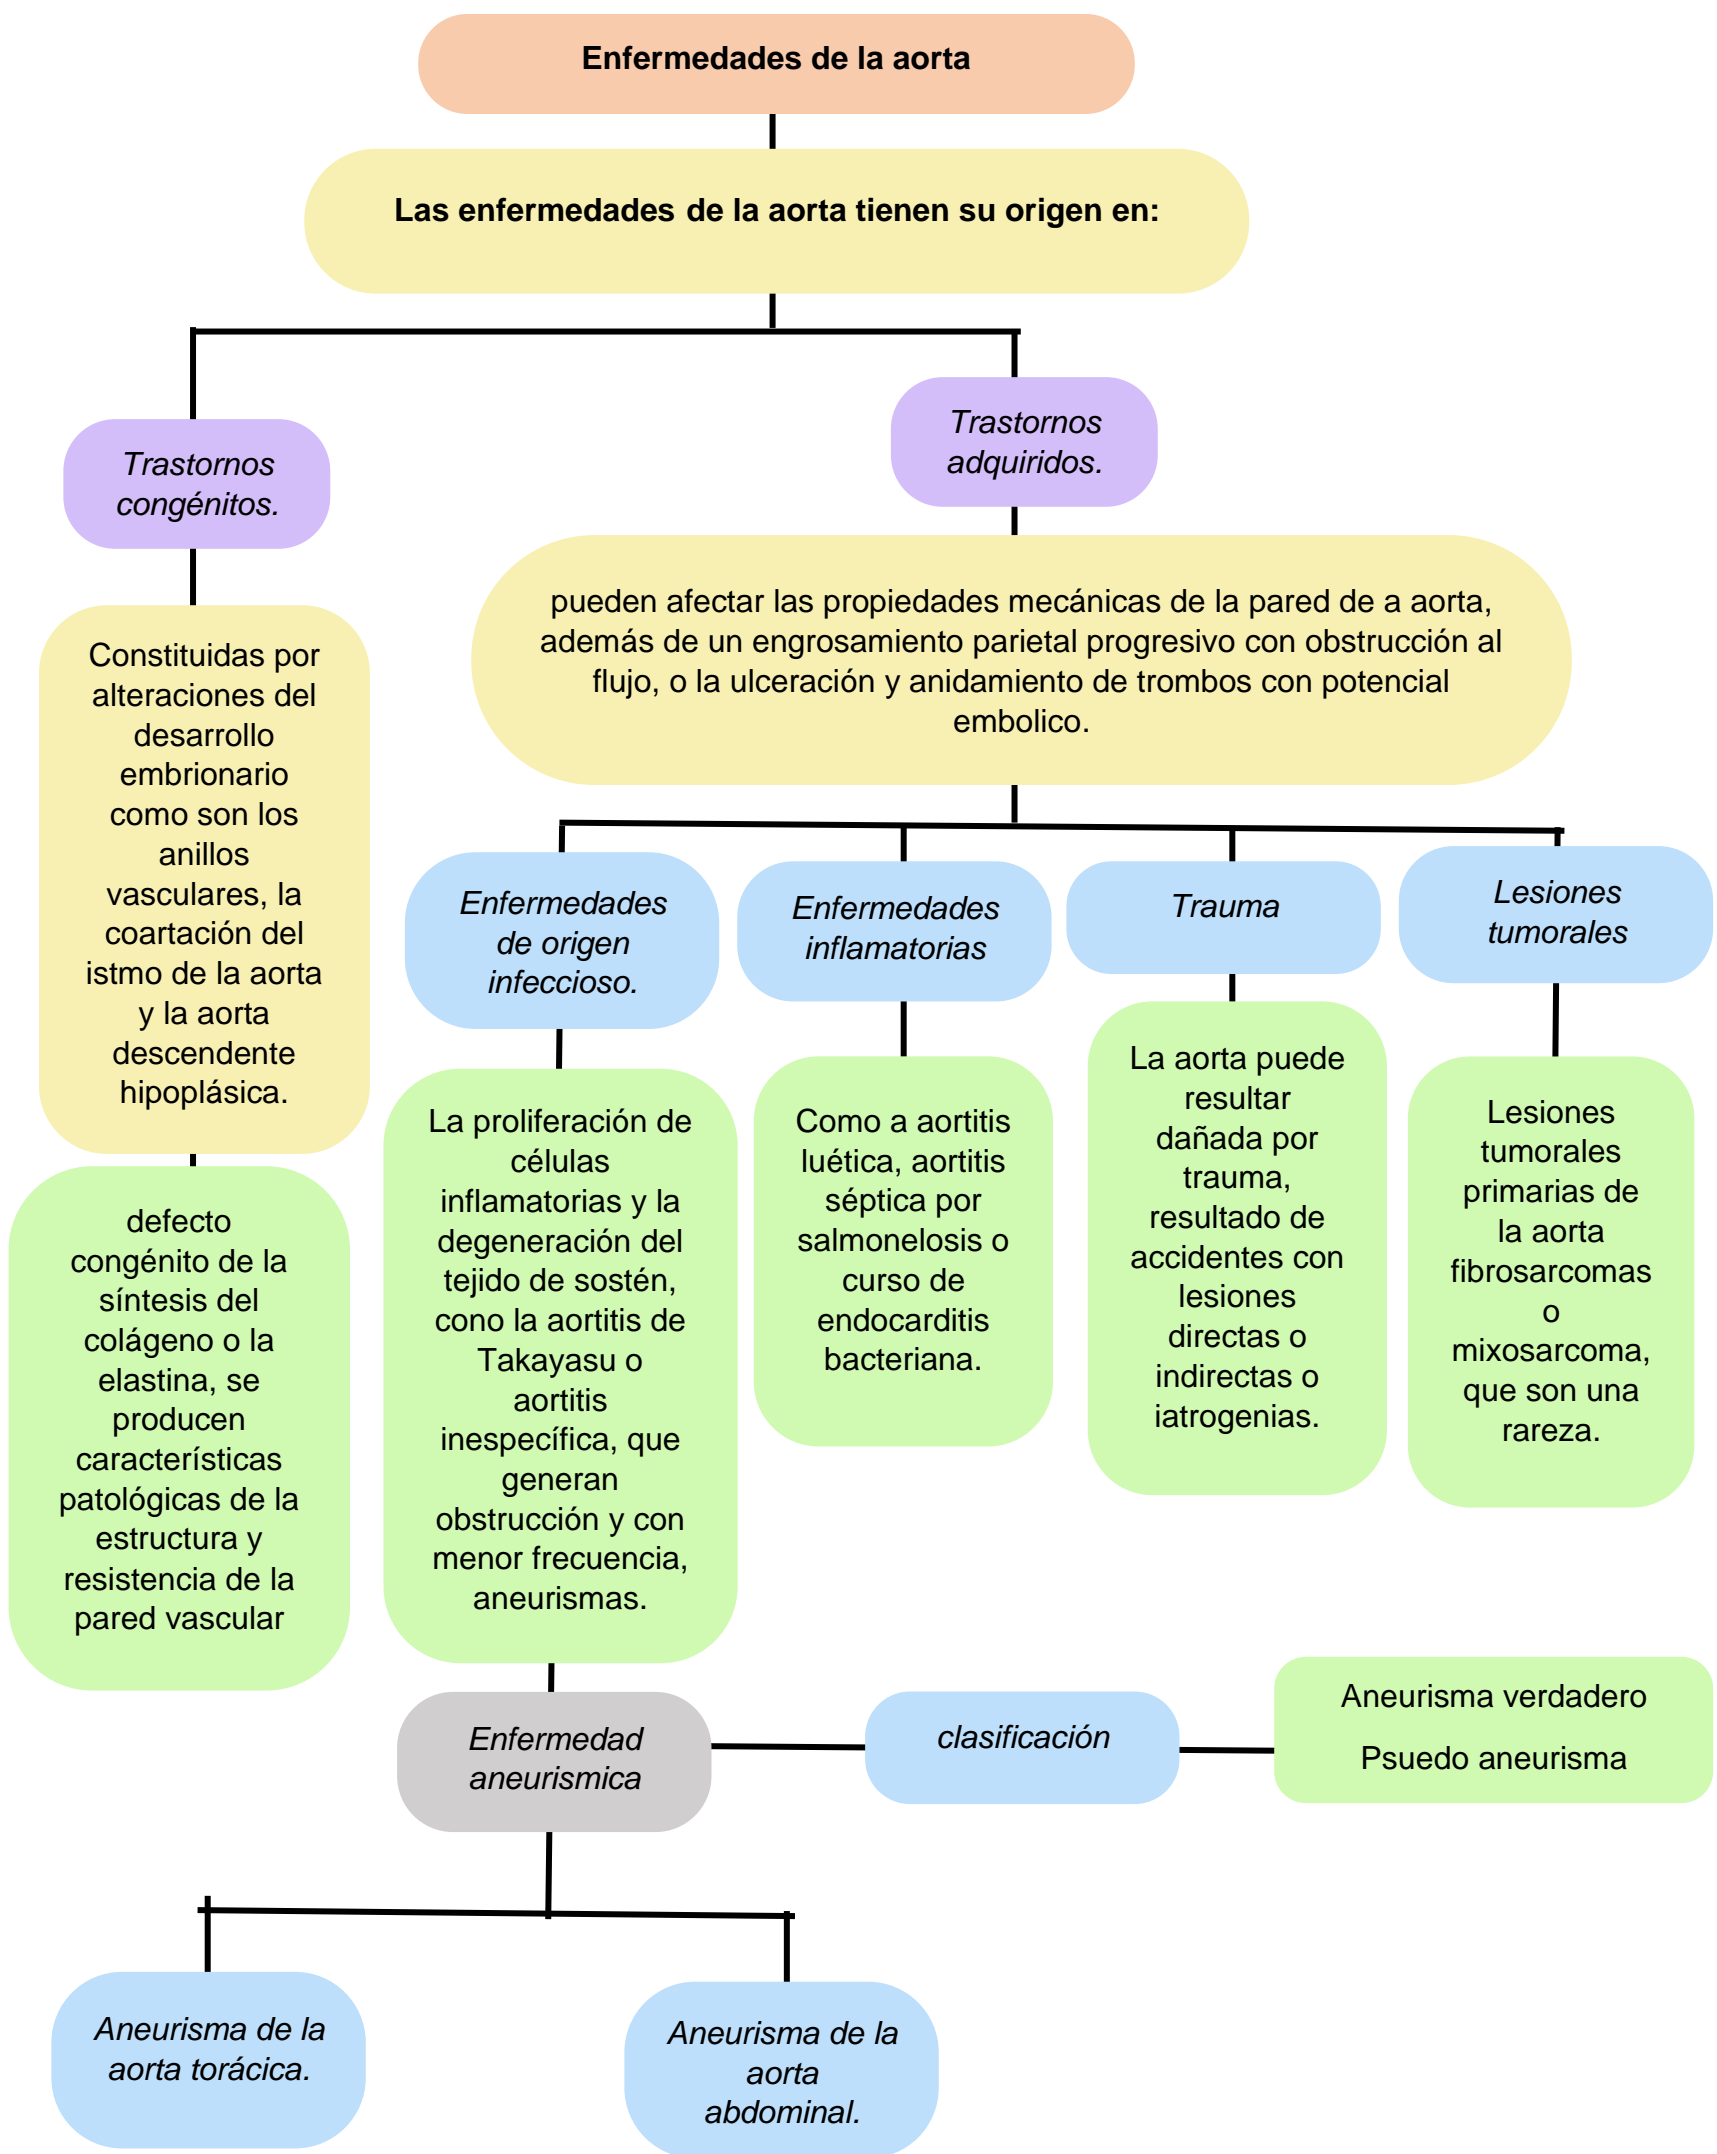 Enfermedades de la aorta
Las enfermedades de la aorta tienen su origen en:
Trastornos
congénitos.
Trastornos
adquiridos.
Constituidas por
alteraciones del
desarrollo
embrionario
como son los
anillos
vasculares, la
coartación del
istmo de la aorta
y la aorta
descendente
hipoplásica.
defecto
congénito de la
síntesis del
colágeno o la
elastina, se
producen
características
patológicas de la
estructura y
resistencia de la
pared vascular
pueden afectar las propiedades mecánicas de la pared de a aorta,
además de un engrosamiento parietal progresivo con obstrucción al
flujo, o la ulceración y anidamiento de trombos con potencial
embolico.
Enfermedades
de origen
infeccioso.
La proliferación de
células
inflamatorias y la
degeneración del
tejido de sostén,
cono la aortitis de
Takayasu o
aortitis
inespecífica, que
generan
obstrucción y con
menor frecuencia,
aneurismas.
Enfermedades
inflamatorias
Como a aortitis
luética, aortitis
séptica por
salmonelosis o
curso de
endocarditis
bacteriana.
Trauma
La aorta puede
resultar
dañada por
trauma,
resultado de
accidentes con
lesiones
directas o
indirectas o
iatrogenias.
Lesiones
tumorales
Lesiones
tumorales
primarias de
la aorta
fibrosarcomas
o
mixosarcoma,
que son una
rareza.
Enfermedad
aneurismica
clasificación
Aneurisma verdadero
Psuedo aneurisma
Aneurisma de la
aorta torácica.
Aneurisma de la
aorta
abdominal.